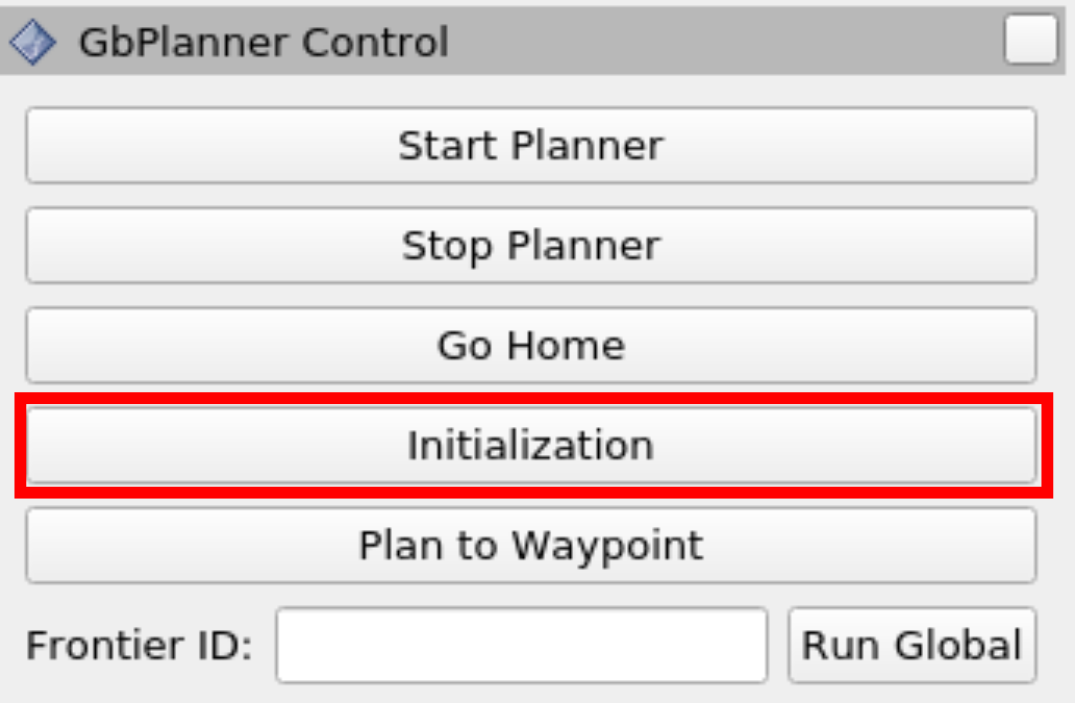 GbPlanner Control
Start Planner
Stop Planner
Go Home
Initialization
Plan to Waypoint
Frontier ID: Run Global